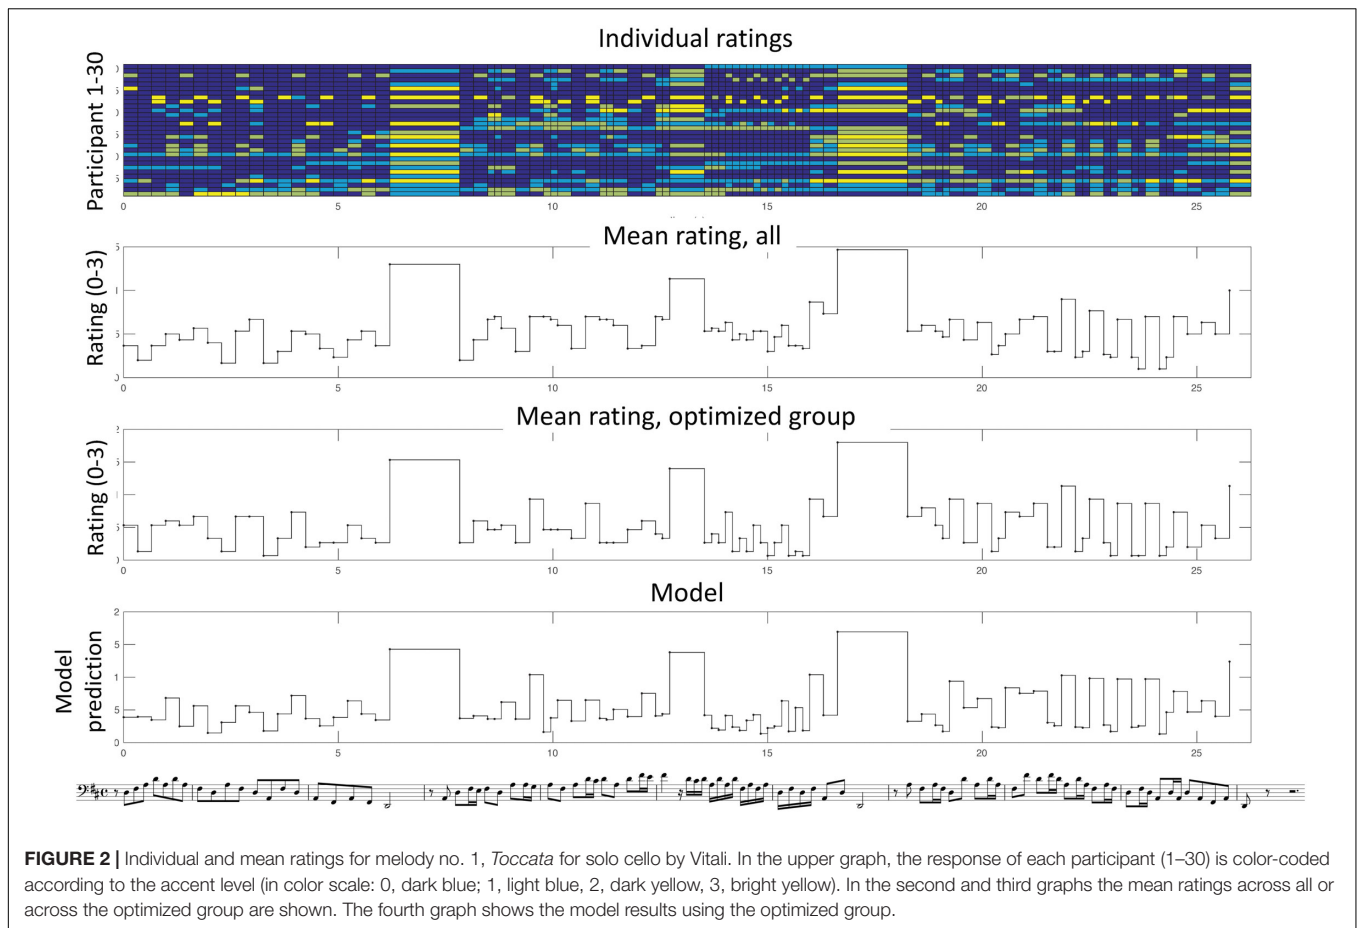 Individual ratings
Participant 1-30
0 5 10 15 20 25
Mean rating, all
Rating (0-3)
0 5 10 15 20 25
Mean rating, optimized group
Rating (0-3)
2
0 5 10 15 20 25
Model
Model
prediction
2
5
1
5
0
0 5 10 15 20 25
FIGURE 2 | Individual and mean ratings for melody no. 1, Toccata for solo cello by Vitali. In the upper graph, the response of each participant (1–30) is color-coded
according to the accent level (in color scale: 0, dark blue; 1, light blue, 2, dark yellow, 3, bright yellow). In the second and third graphs the mean ratings across all or
across the optimized group are shown. The fourth graph shows the model results using the optimized group.